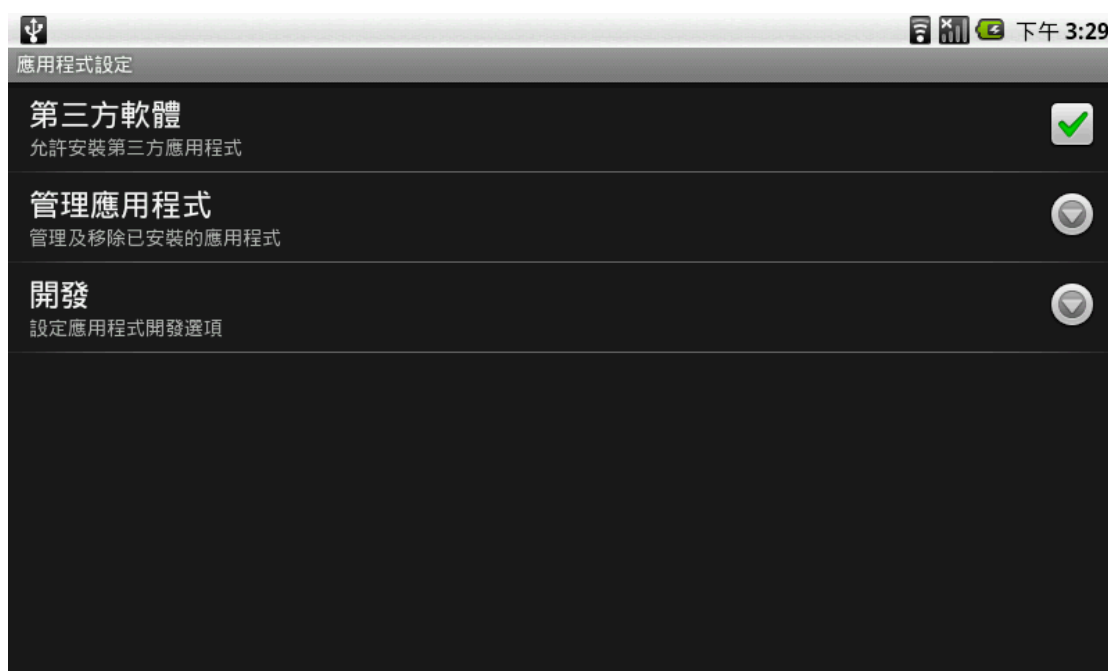 下午 3:29
應用程式設定
第三方軟體
允許安裝第三方應用程式
管理應用程式
管理及移除已安裝的應用程式
開發
設定應用程式開發選項